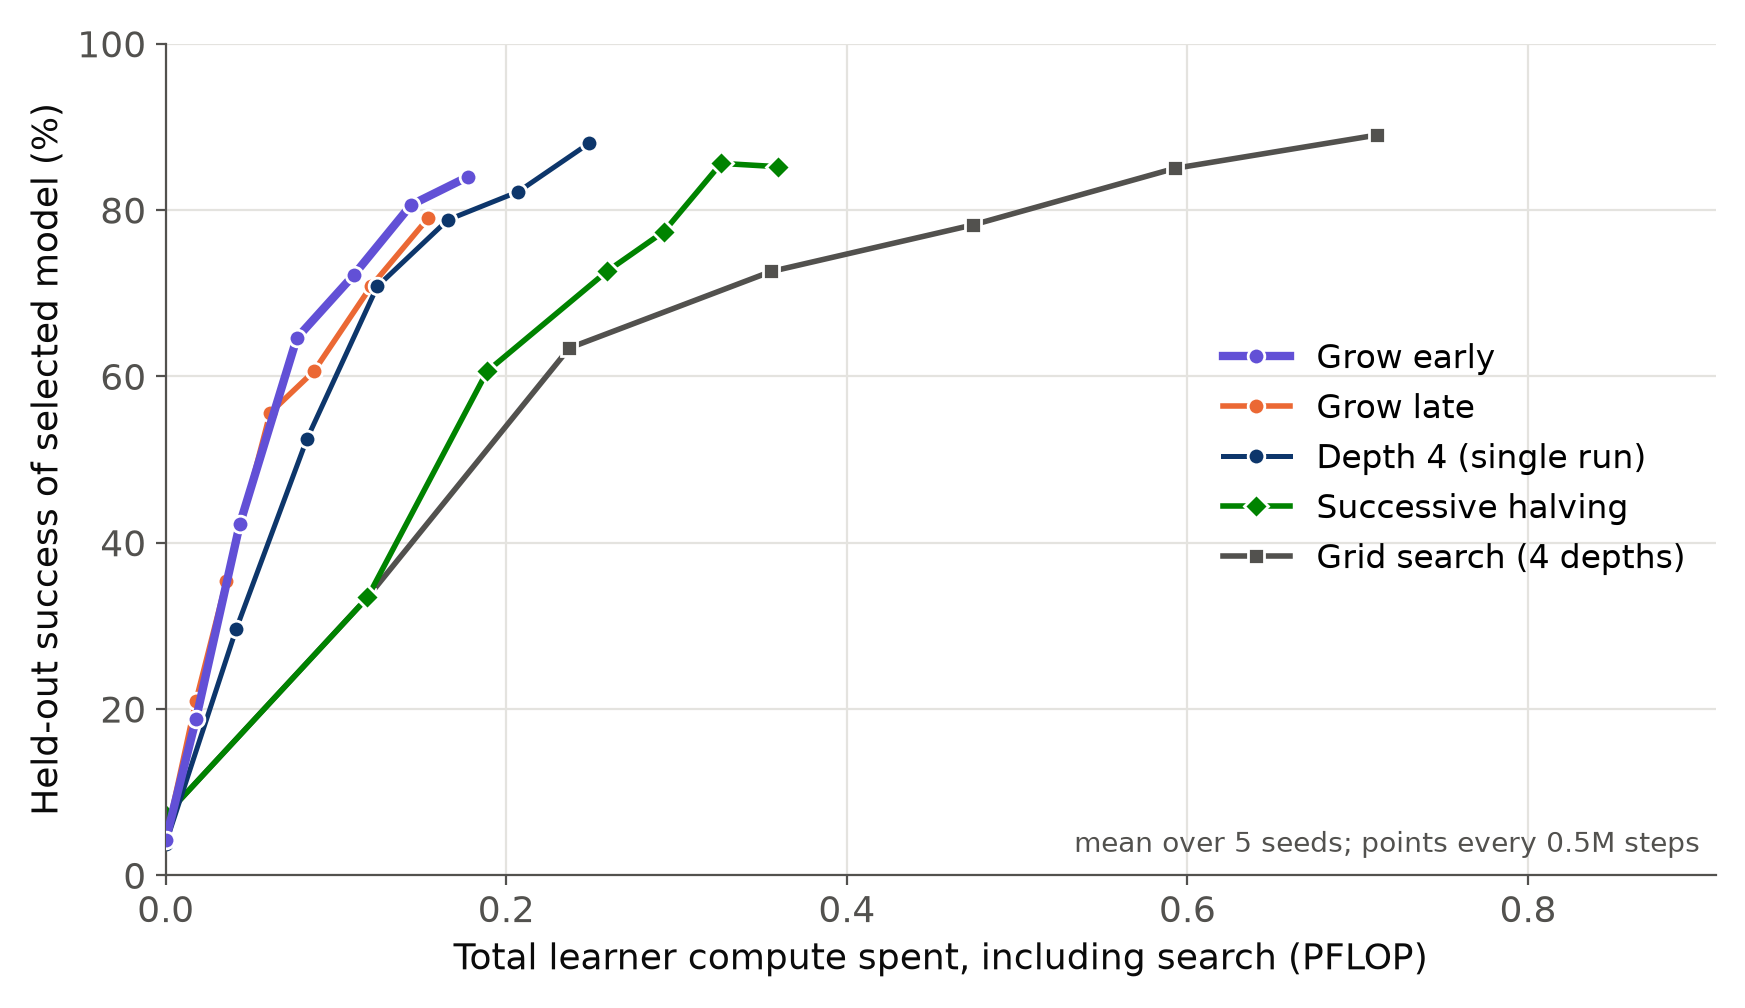 Held-out success of selected model (%)
100
80
60
40
20
0
0.0 0.2 0.4 0.6 0.8
Total learner compute spent, including search (PFLOP)
Grow early
Grow late
Depth 4 (single run)
Successive halving
Grid search (4 depths)
mean over 5 seeds; points every 0.5M steps